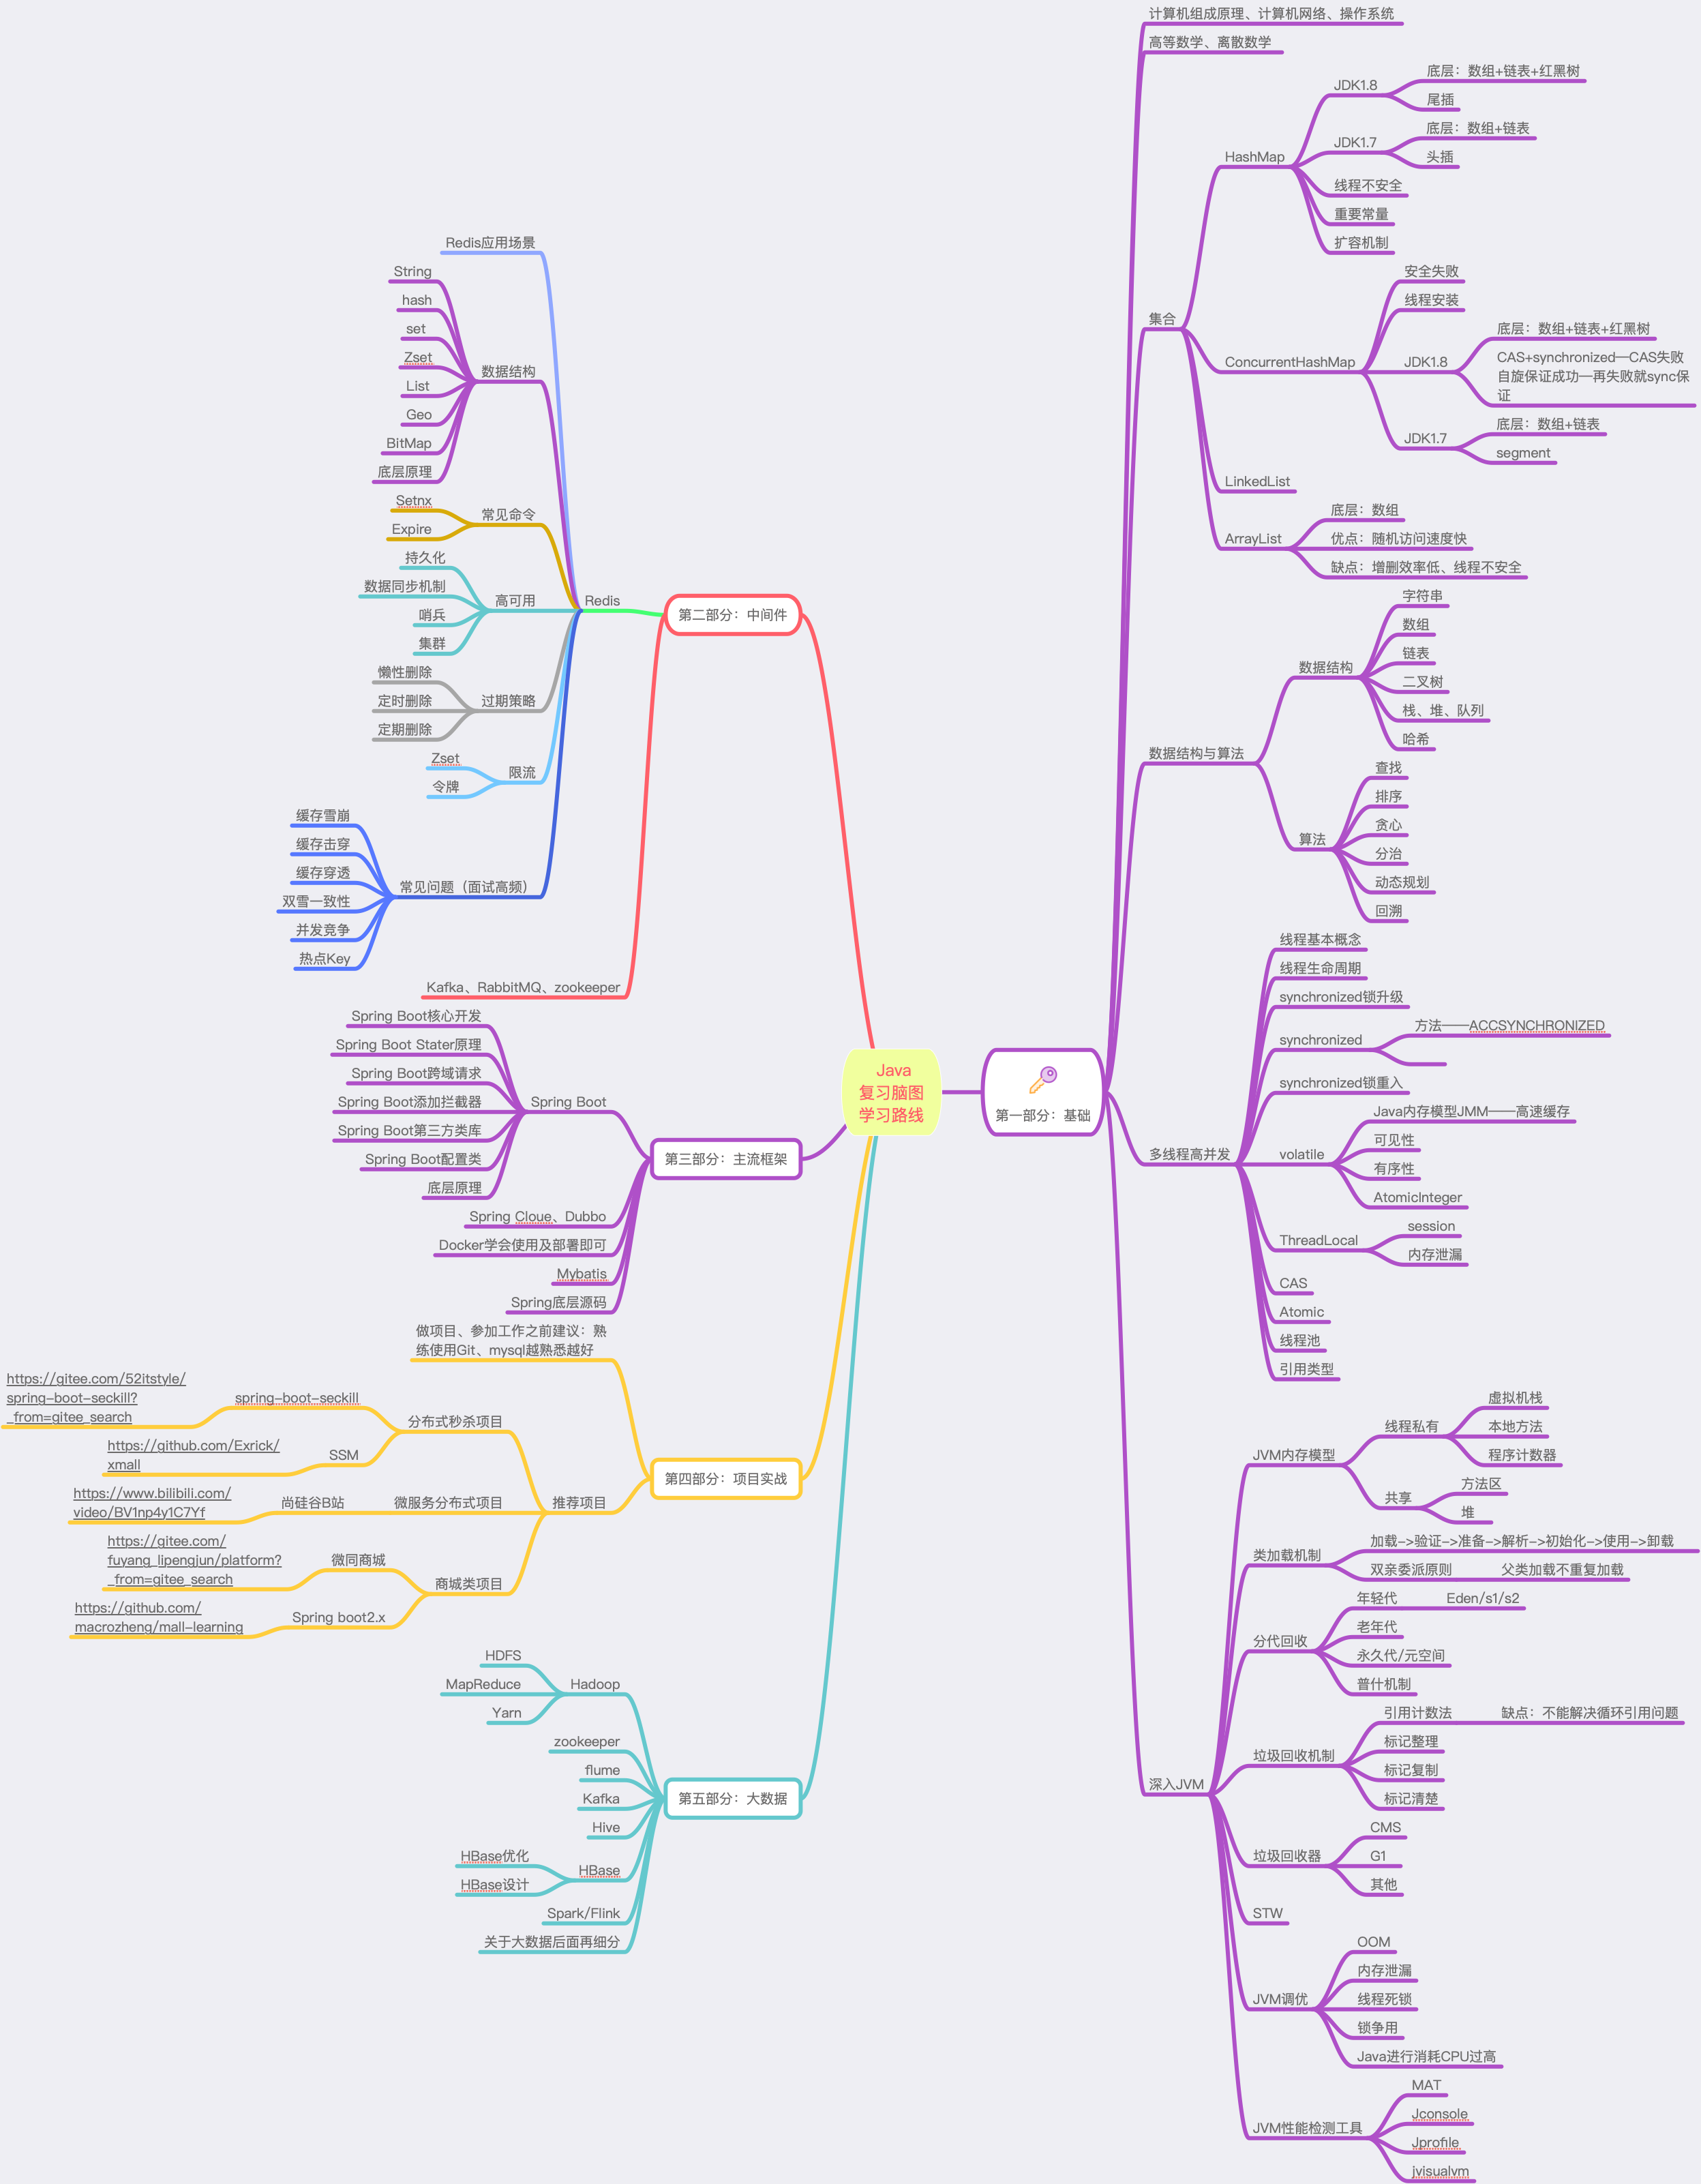 Java
复习脑图
学习路线
第一部分：基础
计算机组成原理、计算机网络、操作系统
高等数学、离散数学
集合
HashMap
JDK1.8
底层：数组+链表+红黑树
尾插
JDK1.7
底层：数组+链表
头插
线程不安全
重要常量
扩容机制
ConcurrentHashMap
安全失败
线程安装
JDK1.8
底层：数组+链表+红黑树
CAS+synchronized—CAS失败
自旋保证成功—再失败就sync保
证
JDK1.7
底层：数组+链表
segment
LinkedList
ArrayList
底层：数组
优点：随机访问速度快
缺点：增删效率低、线程不安全
数据结构与算法
数据结构
字符串
数组
链表
二叉树
栈、堆、队列
哈希
算法
查找
排序
贪心
分治
动态规划
回溯
多线程高并发
线程基本概念
线程生命周期
synchronized锁升级
synchronized
方法——ACCSYNCHRONIZED
synchronized锁重入
volatile
Java内存模型JMM——高速缓存
可见性
有序性
AtomicInteger
ThreadLocal
session
内存泄漏
CAS
Atomic
线程池
引用类型
深入JVM
JVM内存模型
线程私有
虚拟机栈
本地方法
程序计数器
共享
方法区
堆
类加载机制
加载->验证->准备->解析->初始化->使用->卸载
双亲委派原则
父类加载不重复加载
分代回收
年轻代
Eden/s1/s2
老年代
永久代/元空间
普什机制
垃圾回收机制
引用计数法
缺点：不能解决循环引用问题
标记整理
标记复制
标记清楚
垃圾回收器
CMS
G1
其他
STW
JVM调优
OOM
内存泄漏
线程死锁
锁争用
Java进行消耗CPU过高
JVM性能检测工具
MAT
Jconsole
Jprofile
jvisualvm
第二部分：中间件
Redis
Redis应用场景
数据结构
String
hash
set
Zset
List
Geo
BitMap
底层原理
常见命令
Setnx
Expire
高可用
持久化
数据同步机制
哨兵
集群
过期策略
懒性删除
定时删除
定期删除
限流
Zset
令牌
常见问题（面试高频）
缓存雪崩
缓存击穿
缓存穿透
双雪一致性
并发竞争
热点Key
Kafka、RabbitMQ、zookeeper
第三部分：主流框架
Spring Boot
Spring Boot核心开发
Spring Boot Stater原理
Spring Boot跨域请求
Spring Boot添加拦截器
Spring Boot第三方类库
Spring Boot配置类
底层原理
Spring Cloue、Dubbo
Docker学会使用及部署即可
Mybatis
Spring底层源码
第四部分：项目实战
做项目、参加工作之前建议：熟
练使用Git、mysql越熟悉越好
推荐项目
分布式秒杀项目
spring-boot-seckill
https://gitee.com/52itstyle/
spring-boot-seckill?
_from=gitee_search
SSM
https://github.com/Exrick/
xmall
微服务分布式项目
尚硅谷B站
https://www.bilibili.com/
video/BV1np4y1C7Yf
商城类项目
微同商城
https://gitee.com/
fuyang_lipengjun/platform?
_from=gitee_search
Spring boot2.x
https://github.com/
macrozheng/mall-learning
第五部分：大数据
Hadoop
HDFS
MapReduce
Yarn
zookeeper
flume
Kafka
Hive
HBase
HBase优化
HBase设计
Spark/Flink
关于大数据后面再细分